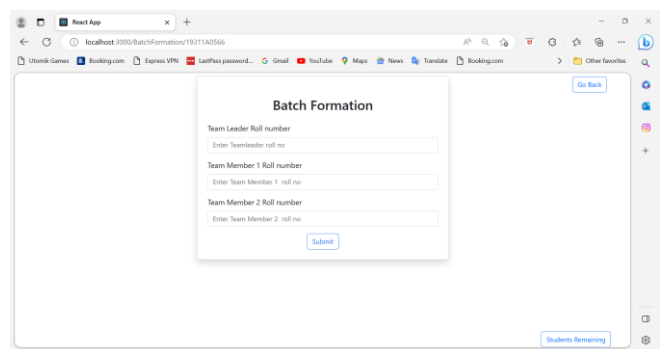 React App
localhost:3000/BatchFormation/19311A0566
Utomik Games Booking.com Express VPN LastPass password... Gmail YouTube Maps News Translate Booking.com Other favorites
Go Back
Batch Formation
Team Leader Roll number
Enter Teamleader roll no
Team Member 1 Roll number
Enter Team Member 1 roll no
Team Member 2 Roll number
Enter Team Member 2 roll no
Submit
Students Remaining